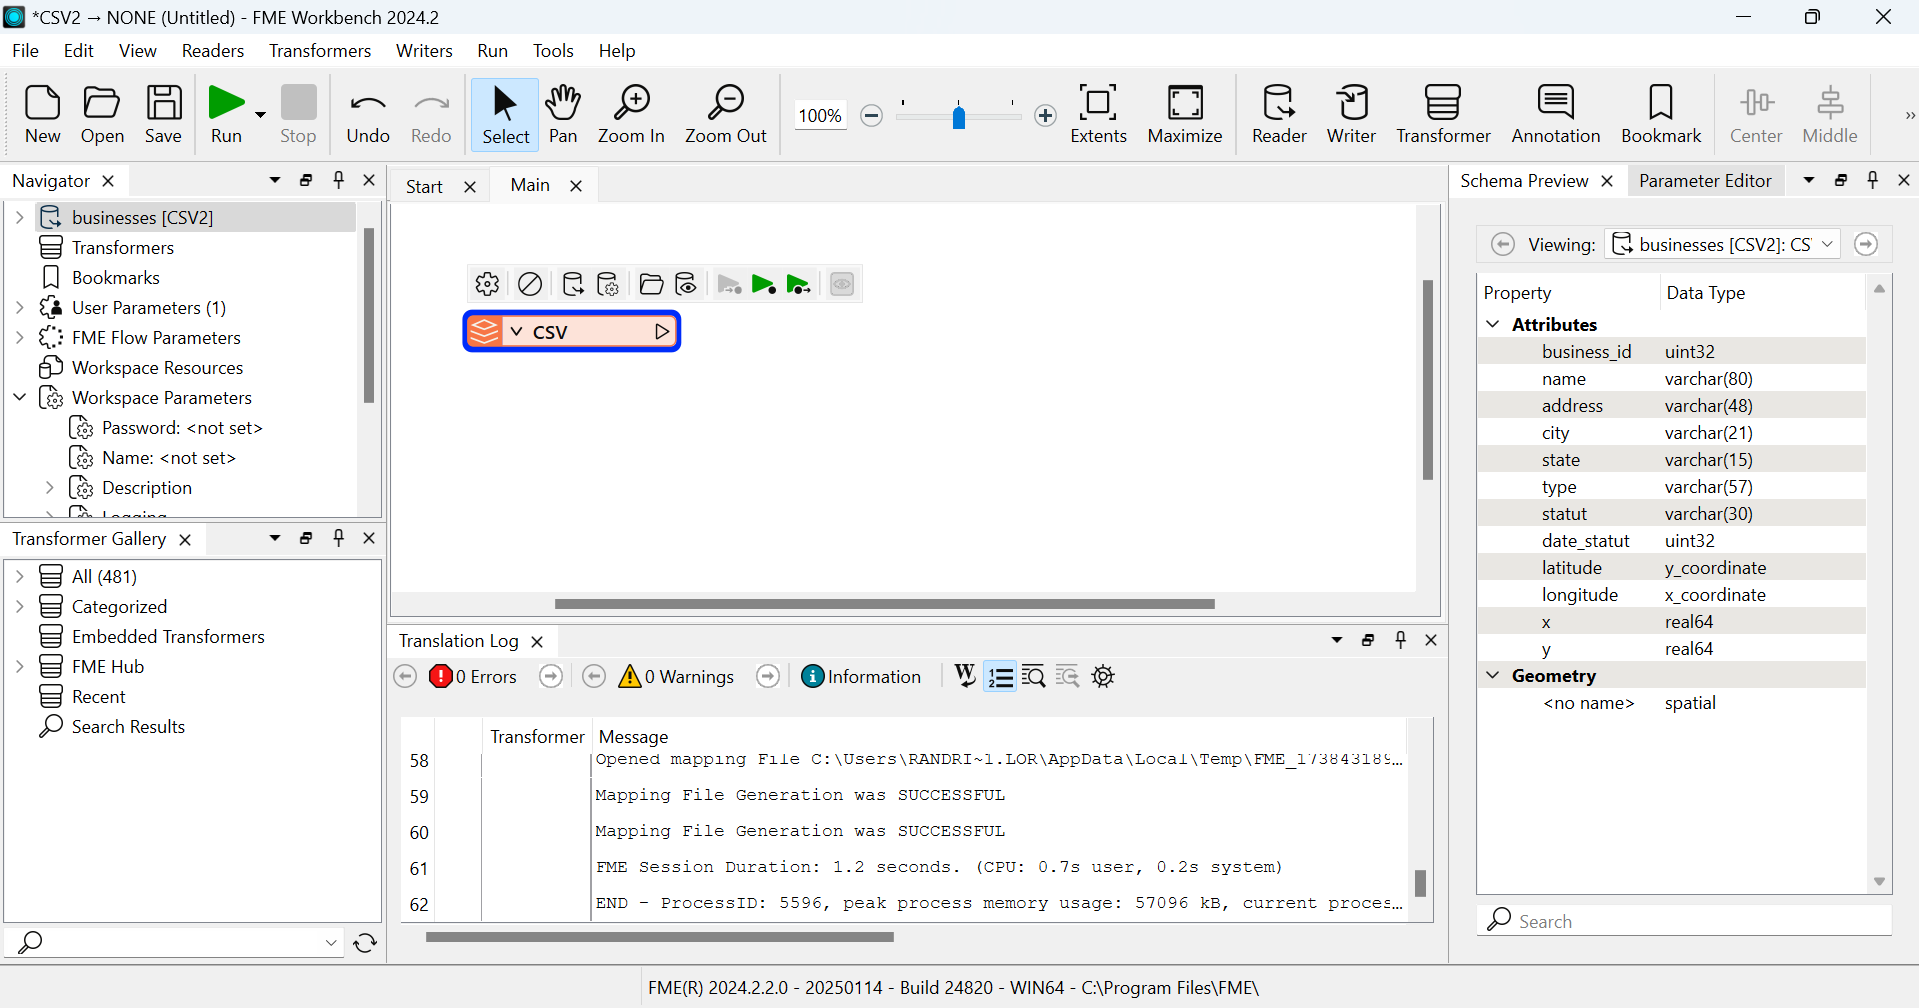 *CSV2 → NONE (Untitled) - FME Workbench 2024.2
File Edit View Readers Transformers Writers Run Tools Help
New Open Save Run Stop Undo Redo Select Pan Zoom In Zoom Out 100% Extents Maximize Reader Writer Transformer Annotation Bookmark Center Middle »
Navigator
businesses [CSV2]
Transformers
Bookmarks
User Parameters (1)
FME Flow Parameters
Workspace Resources
Workspace Parameters
Password: <not set>
Name: <not set>
Description
Logging
Transformer Gallery
All (481)
Categorized
Embedded Transformers
FME Hub
Recent
Search Results
Start Main
CSV
Translation Log
0 Errors 0 Warnings Information
Transformer Message
58 Opened mapping File C:\Users\RANDRI~1.LOR\AppData\Local\Temp\FME_173843189…
59 Mapping File Generation was SUCCESSFUL
60 Mapping File Generation was SUCCESSFUL
61 FME Session Duration: 1.2 seconds. (CPU: 0.7s user, 0.2s system)
62 END - ProcessID: 5596, peak process memory usage: 57096 kB, current proces…
Schema Preview Parameter Editor
Viewing: businesses [CSV2]: CS
Property Data Type
Attributes
business_id uint32
name varchar(80)
address varchar(48)
city varchar(21)
state varchar(15)
type varchar(57)
statut varchar(30)
date_statut uint32
latitude y_coordinate
longitude x_coordinate
x real64
y real64
Geometry
<no name> spatial
Search
FME(R) 2024.2.2.0 - 20250114 - Build 24820 - WIN64 - C:\Program Files\FME\